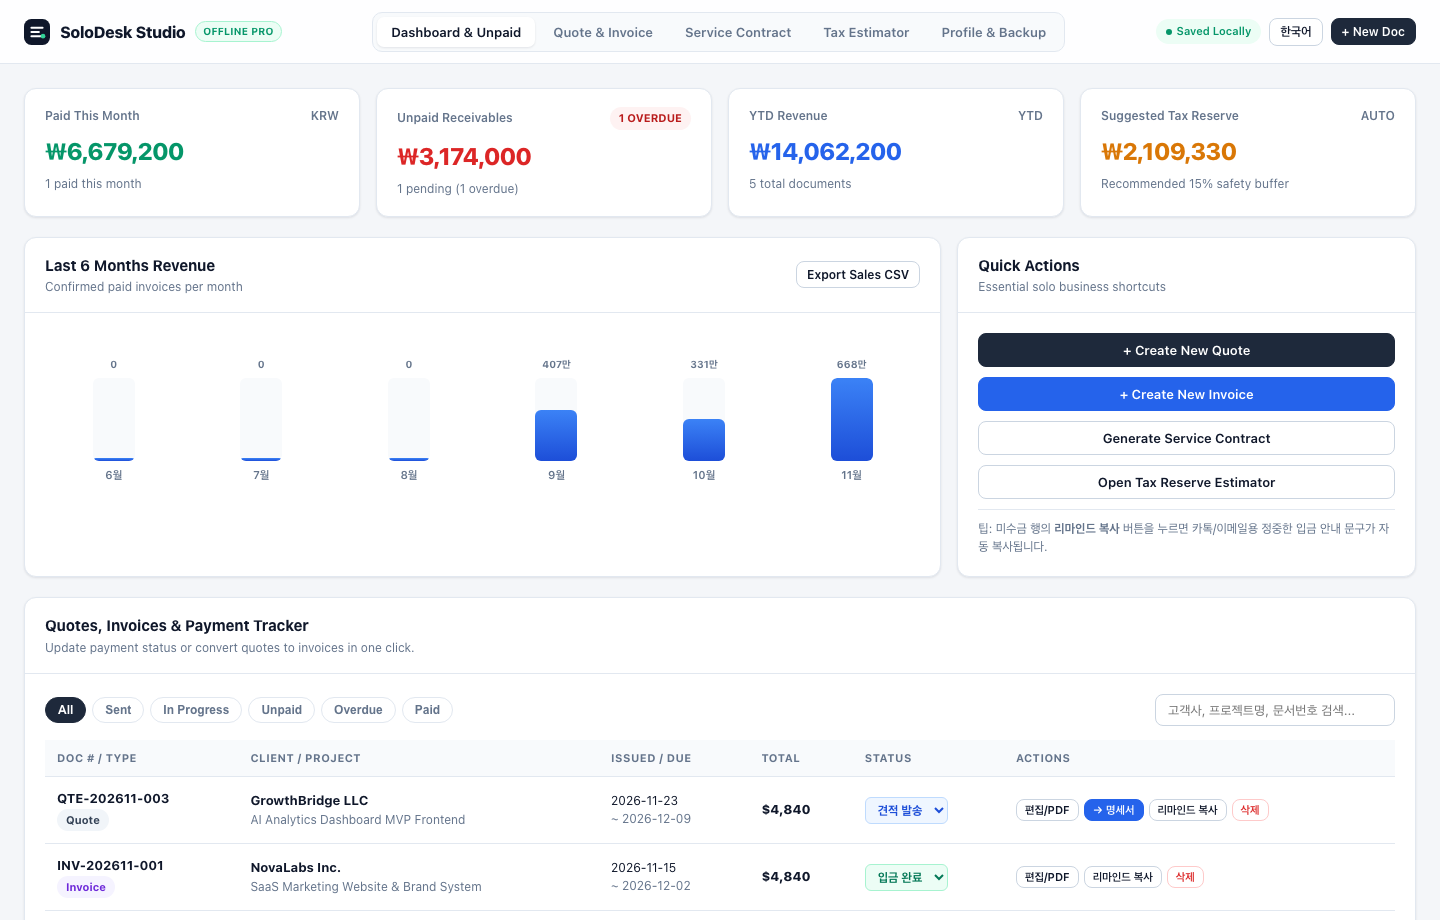 SoloDesk Studio
OFFLINE PRO
Dashboard & Unpaid
Quote & Invoice
Service Contract
Tax Estimator
Profile & Backup
Saved Locally
한국어
+ New Doc
Paid This Month
KRW
₩6,679,200
1 paid this month
Unpaid Receivables
1 OVERDUE
₩3,174,000
1 pending (1 overdue)
YTD Revenue
YTD
₩14,062,200
5 total documents
Suggested Tax Reserve
AUTO
₩2,109,330
Recommended 15% safety buffer
Last 6 Months Revenue
Confirmed paid invoices per month
Export Sales CSV
0
0
0
407만
331만
668만
6월
7월
8월
9월
10월
11월
Quick Actions
Essential solo business shortcuts
+ Create New Quote
+ Create New Invoice
Generate Service Contract
Open Tax Reserve Estimator
팁: 미수금 행의 리마인드 복사 버튼을 누르면 카톡/이메일용 정중한 입금 안내 문구가 자
동 복사됩니다.
Quotes, Invoices & Payment Tracker
Update payment status or convert quotes to invoices in one click.
All
Sent
In Progress
Unpaid
Overdue
Paid
고객사, 프로젝트명, 문서번호 검색...
DOC # / TYPE
CLIENT / PROJECT
ISSUED / DUE
TOTAL
STATUS
ACTIONS
QTE-202611-003
Quote
GrowthBridge LLC
AI Analytics Dashboard MVP Frontend
2026-11-23
~ 2026-12-09
$4,840
견적 발송
편집/PDF
→ 명세서
리마인드 복사
삭제
INV-202611-001
Invoice
NovaLabs Inc.
SaaS Marketing Website & Brand System
2026-11-15
~ 2026-12-02
$4,840
입금 완료
편집/PDF
리마인드 복사
삭제